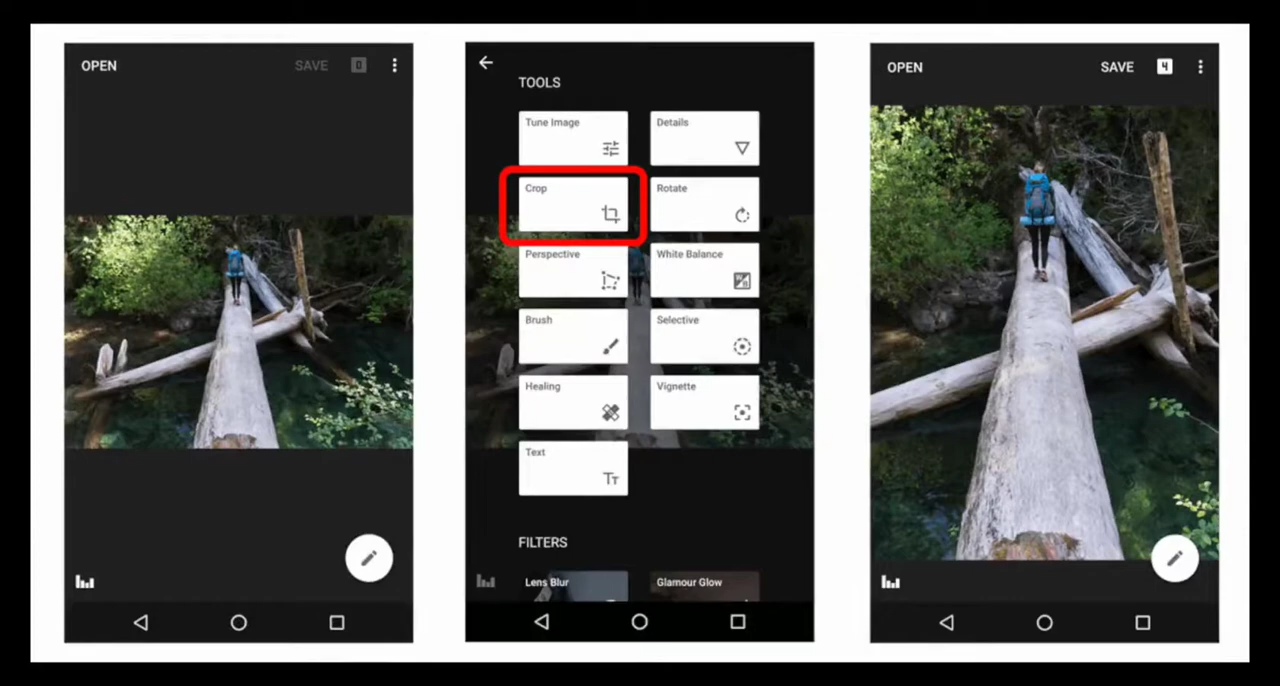 OPEN SAVE 0
TOOLS
Tune Image Details
Crop Rotate
Perspective White Balance
Brush Selective
Healing Vignette
Text
FILTERS
Lens Blur Glamour Glow
OPEN SAVE 4